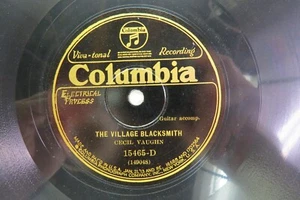 Columbia
Viva-tonal Recording
Columbia
ELECTRICAL
PROCESS
Guitar accomp.
THE VILLAGE BLACKSMITH
CECIL VAUGHN
15465-D
(149048)